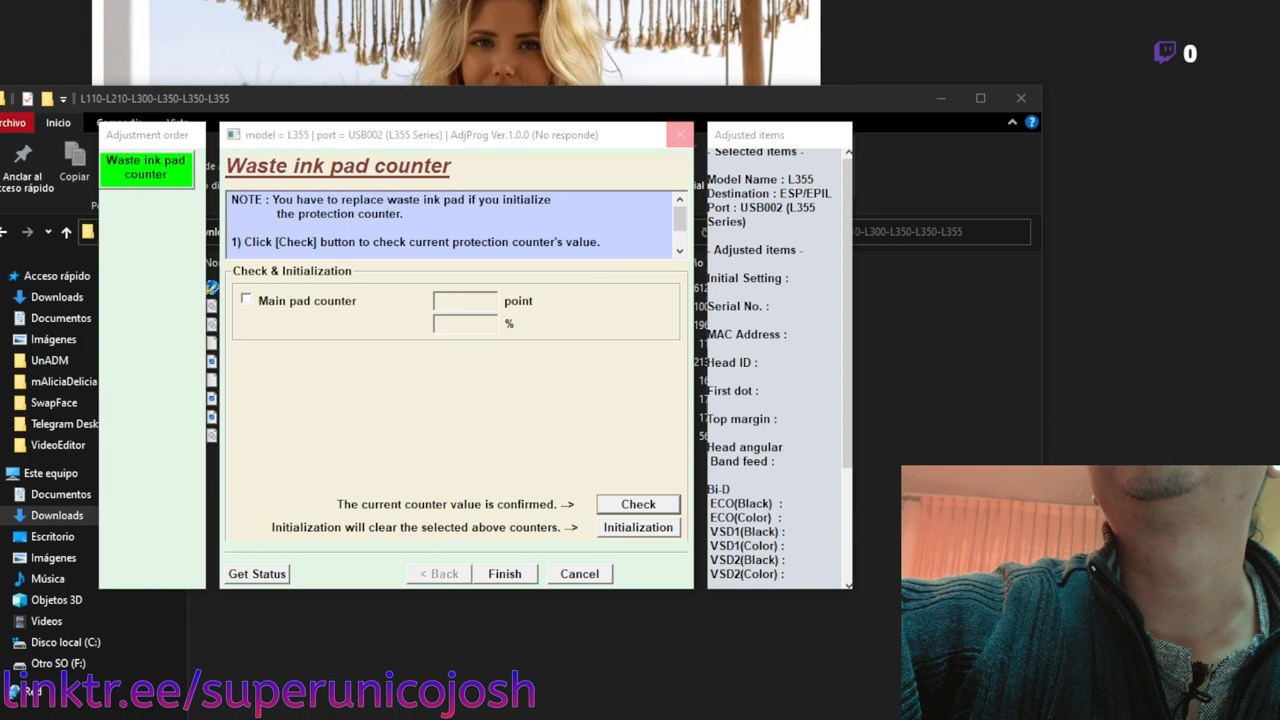 0
L110-L210-L300-L350-L350-L355
Archivo
Inicio
Compartir
Vista
Anclar al
acceso rápido
Copiar
Acceso rápido
Downloads
Documentos
Imágenes
UnADM
mAliciaDelicia
SwapFace
Telegram Desk
VideoEditor
Este equipo
Documentos
Downloads
Escritorio
Imágenes
Música
Objetos 3D
Videos
Disco local (C:)
Otro SO (F:)
Red
Adjustment order
Waste ink pad
counter
model = L355 | port = USB002 (L355 Series) | AdjProg Ver.1.0.0 (No responde)
Waste ink pad counter
NOTE : You have to replace waste ink pad if you initialize
the protection counter.
1) Click [Check] button to check current protection counter's value.
Check & Initialization
Main pad counter
point
%
The current counter value is confirmed. -->
Check
Initialization will clear the selected above counters. -->
Initialization
Get Status
< Back
Finish
Cancel
Adjusted items
- Selected items -
Model Name : L355
Destination : ESP/EPIL
Port : USB002 (L355
Series)
- Adjusted items -
Initial Setting :
Serial No. :
MAC Address :
Head ID :
First dot :
Top margin :
Head angular
Band feed :
Bi-D
ECO(Black) :
ECO(Color) :
VSD1(Black) :
VSD1(Color) :
VSD2(Black) :
VSD2(Color) :
10-L300-L350-L350-L355
linktr.ee/superunicojosh